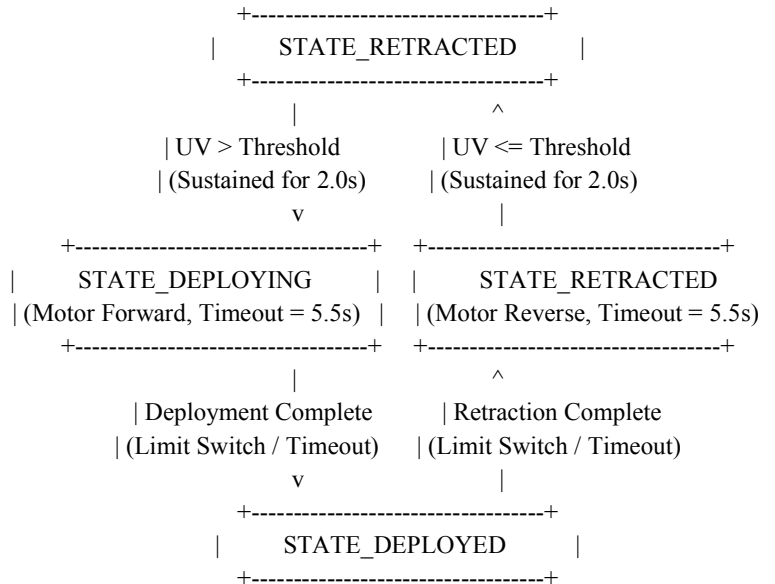 +-----------------------------------+
| STATE_RETRACTED |
+-----------------------------------+
| ^
| UV > Threshold | UV <= Threshold
| (Sustained for 2.0s) | (Sustained for 2.0s)
v |
+-----------------------------------+ +-----------------------------------+
| STATE_DEPLOYING | | STATE_RETRACTED
| (Motor Forward, Timeout = 5.5s) | | (Motor Reverse, Timeout = 5.5s)
+-----------------------------------+ +-----------------------------------+
| ^
| Deployment Complete | Retraction Complete
| (Limit Switch / Timeout) | (Limit Switch / Timeout)
v |
+-----------------------------------+
| STATE_DEPLOYED |
+-----------------------------------+